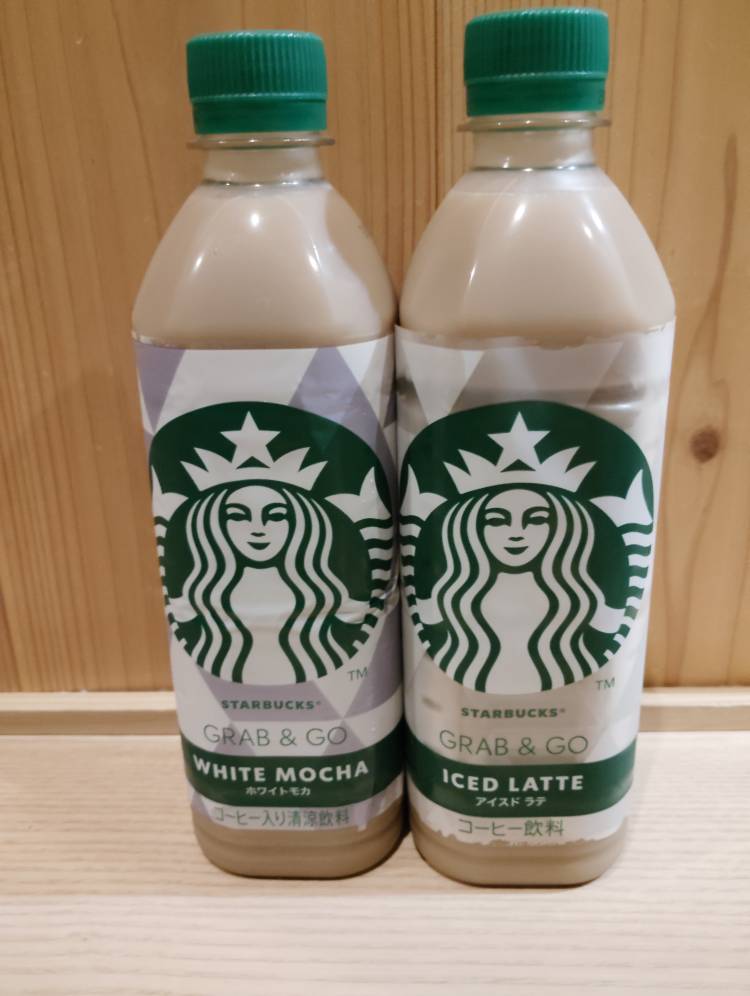 TM
STARBUCKS®
GRAB & GO
WHITE MOCHA
ホワイトモカ
コーヒー入り清涼飲料
TM
STARBUCKS®
GRAB & GO
ICED LATTE
アイスド ラテ
コーヒー飲料